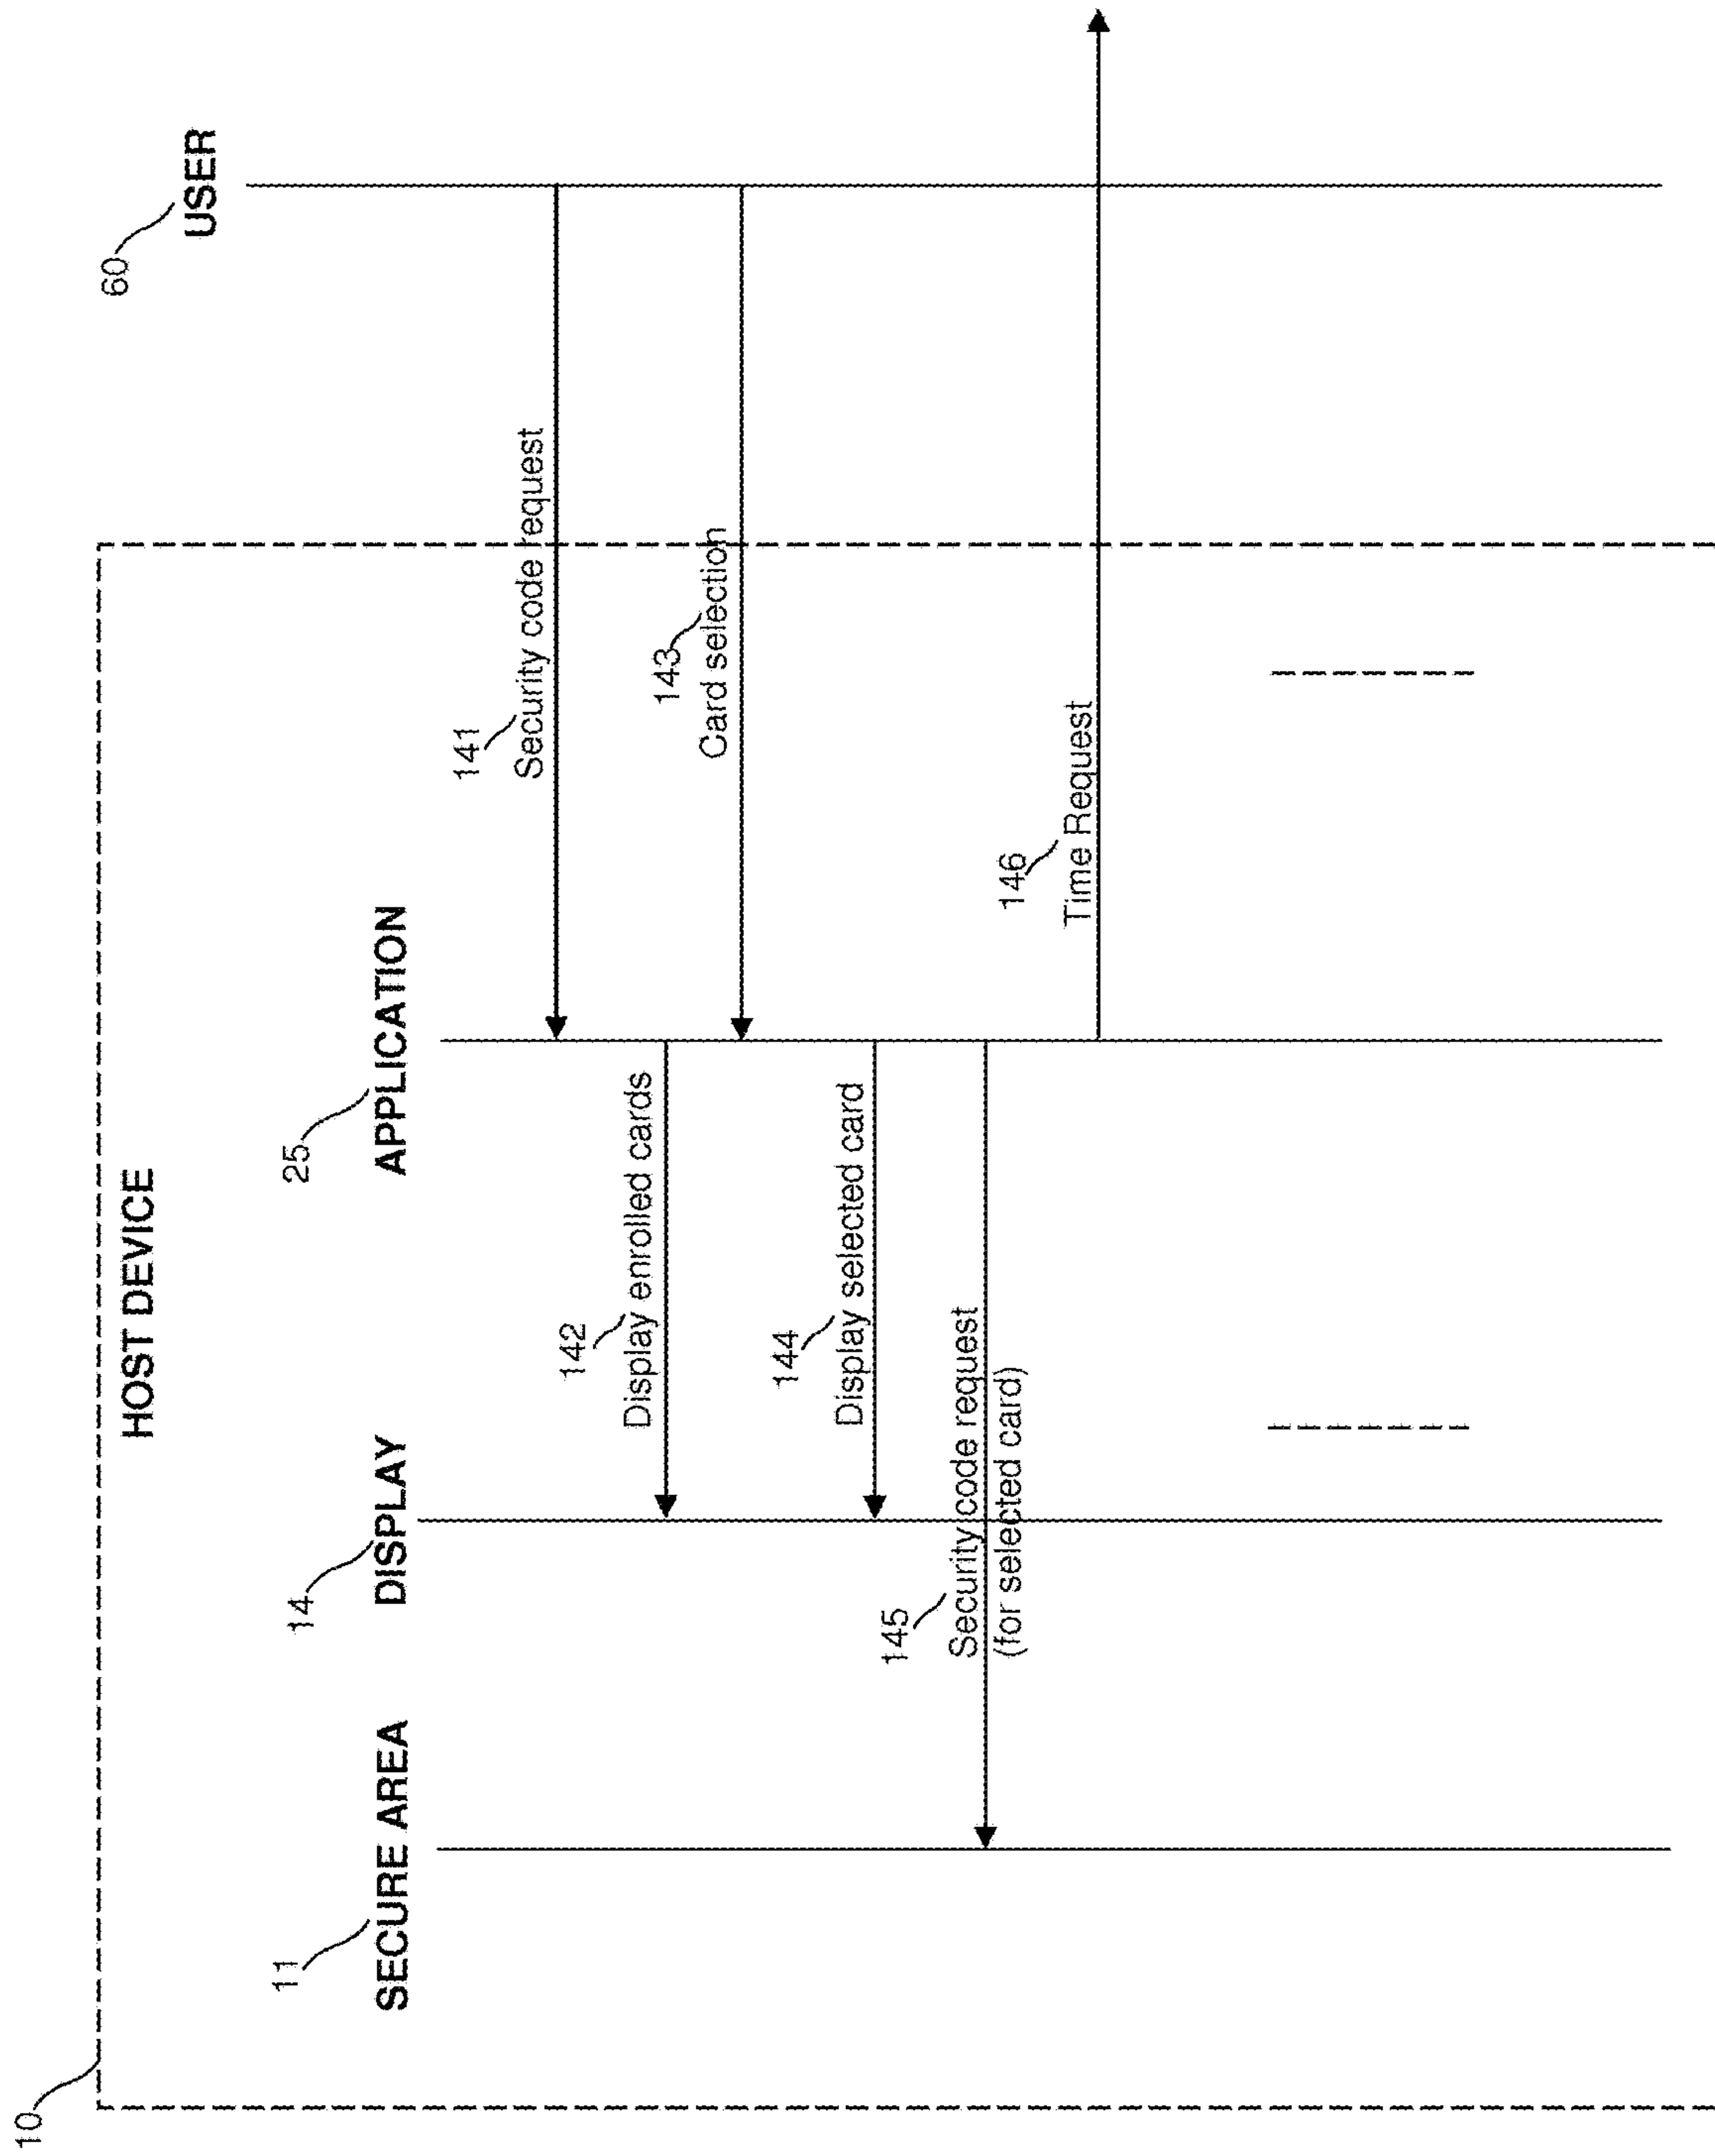 10
HOST DEVICE
60
USER
11
SECURE AREA
14
DISPLAY
25
APPLICATION
141
Security code request
142
Display enrolled cards
143
Card selection
144
Display selected card
145
Security code request
(for selected card)
146
Time Request